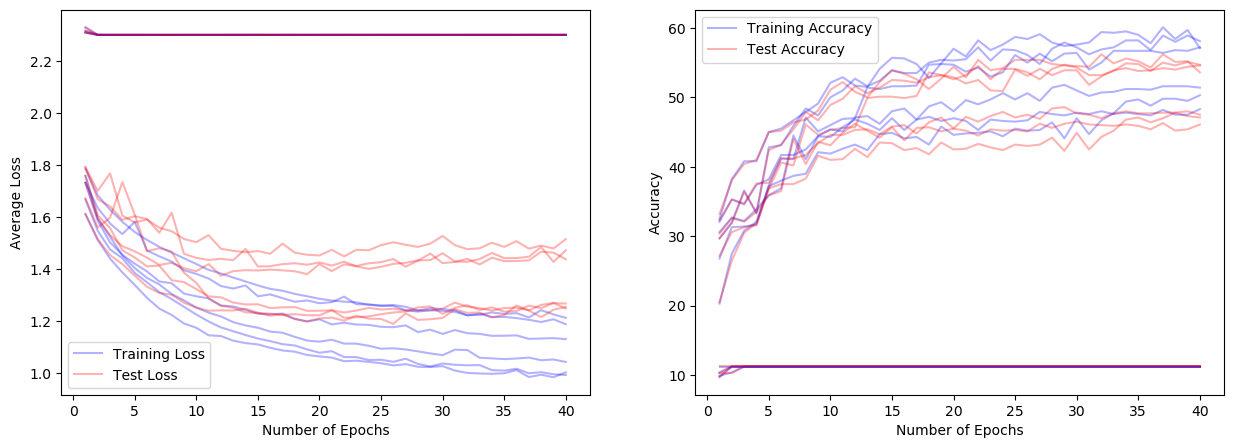 Average Loss
2.2
2.0
1.8
1.6
1.4
1.2
1.0
Training Loss
Test Loss
0 5 10 15 20 25 30 35 40
Number of Epochs
Accuracy
60
50
40
30
20
10
Training Accuracy
Test Accuracy
0 5 10 15 20 25 30 35 40
Number of Epochs